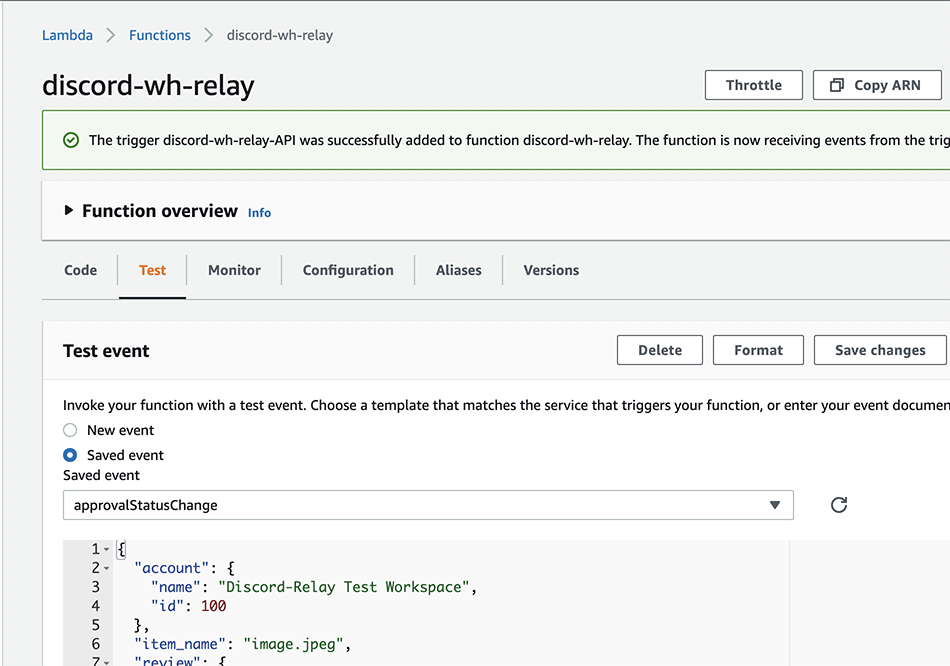 Lambda > Functions > discord-wh-relay
discord-wh-relay
Throttle
Copy ARN
The trigger discord-wh-relay-API was successfully added to function discord-wh-relay. The function is now receiving events from the trig
Function overview Info
Code Test Monitor Configuration Aliases Versions
Test event
Delete Format Save changes
Invoke your function with a test event. Choose a template that matches the service that triggers your function, or enter your event documen
New event
Saved event
Saved event
approvalStatusChange
1 {
2 "account": {
3 "name": "Discord-Relay Test Workspace",
4 "id": 100
5 },
6 "item_name": "image.jpeg",
7 "review": {